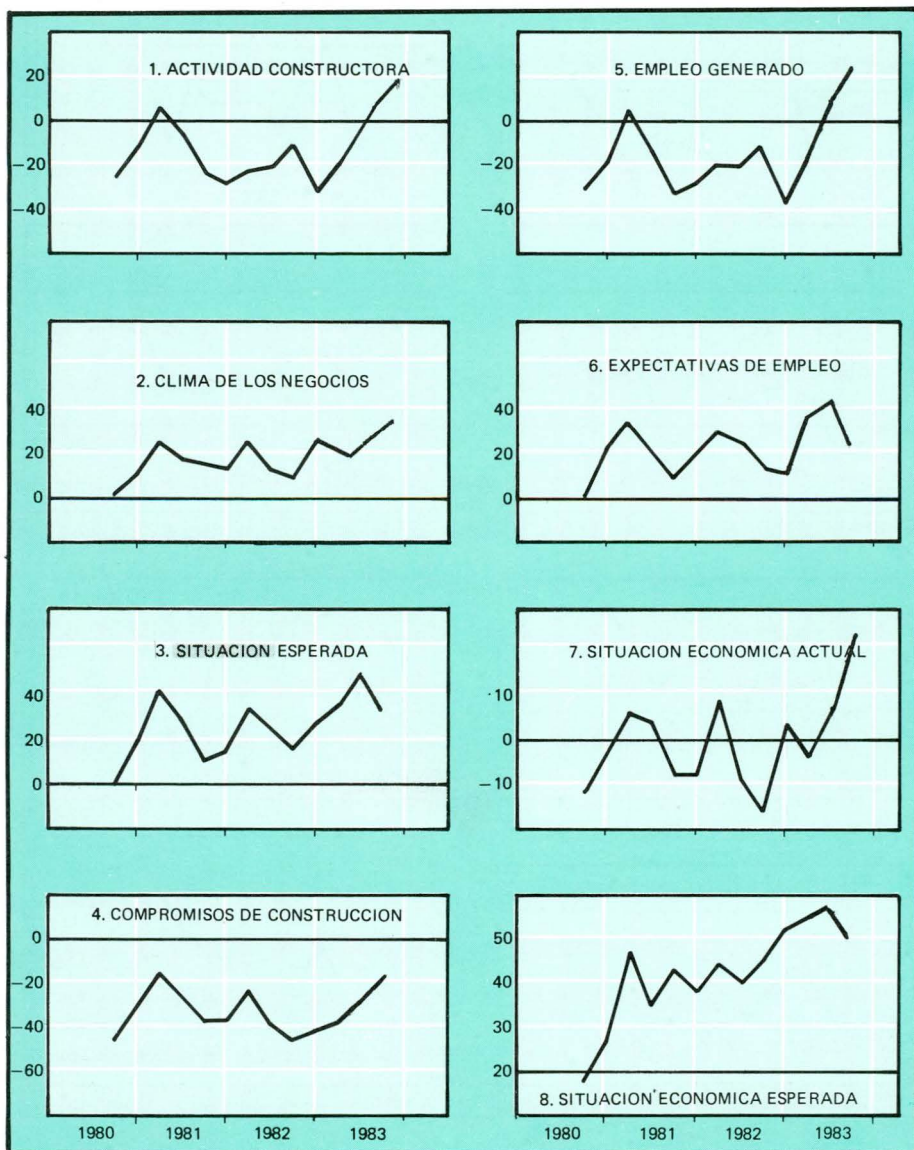 1. ACTIVIDAD CONSTRUCTORA
20
0
−20
−40
5. EMPLEO GENERADO
20
0
−20
−40
2. CLIMA DE LOS NEGOCIOS
40
20
0
6. EXPECTATIVAS DE EMPLEO
40
20
0
3. SITUACION ESPERADA
40
20
0
7. SITUACION ECONOMICA ACTUAL
10
0
−10
4. COMPROMISOS DE CONSTRUCCION
0
−20
−40
−60
1980 1981 1982 1983
50
40
50
20
8. SITUACION ECONOMICA ESPERADA
1980 1981 1982 1983